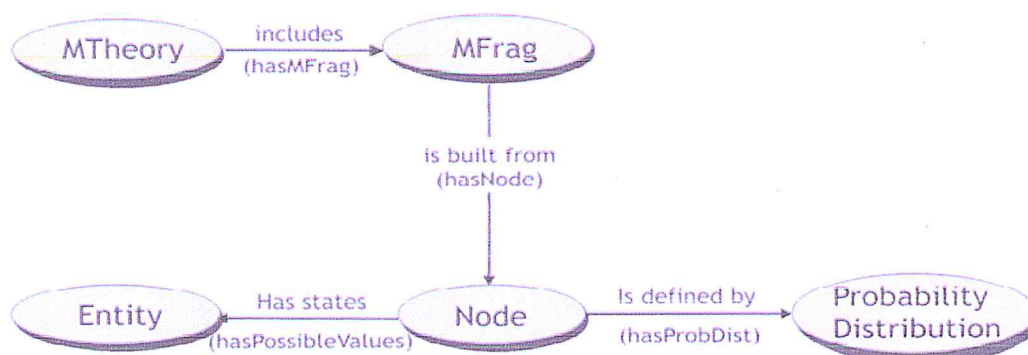 MTheory
includes
(hasMFrag)
MFrag
is built from
(hasNode)
Entity
Has states
(hasPossibleValues)
Node
Is defined by
(hasProbDist)
Probability
Distribution